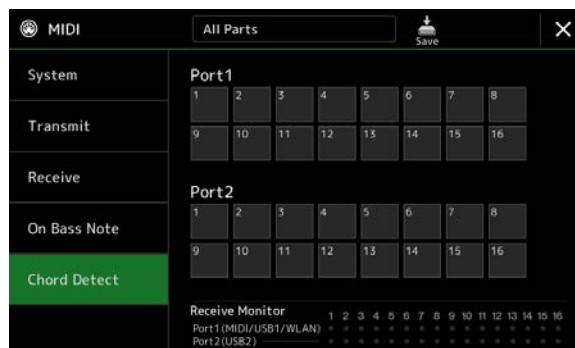 MIDI
All Parts
Save
System
Transmit
Receive
On Bass Note
Chord Detect
Port1
1 2 3 4 5 6 7 8
9 10 11 12 13 14 15 16
Port2
1 2 3 4 5 6 7 8
9 10 11 12 13 14 15 16
Receive Monitor 1 2 3 4 5 6 7 8 9 10 11 12 13 14 15 16
Port1(MIDI/USB1/WLAN)
Port2(USB2)